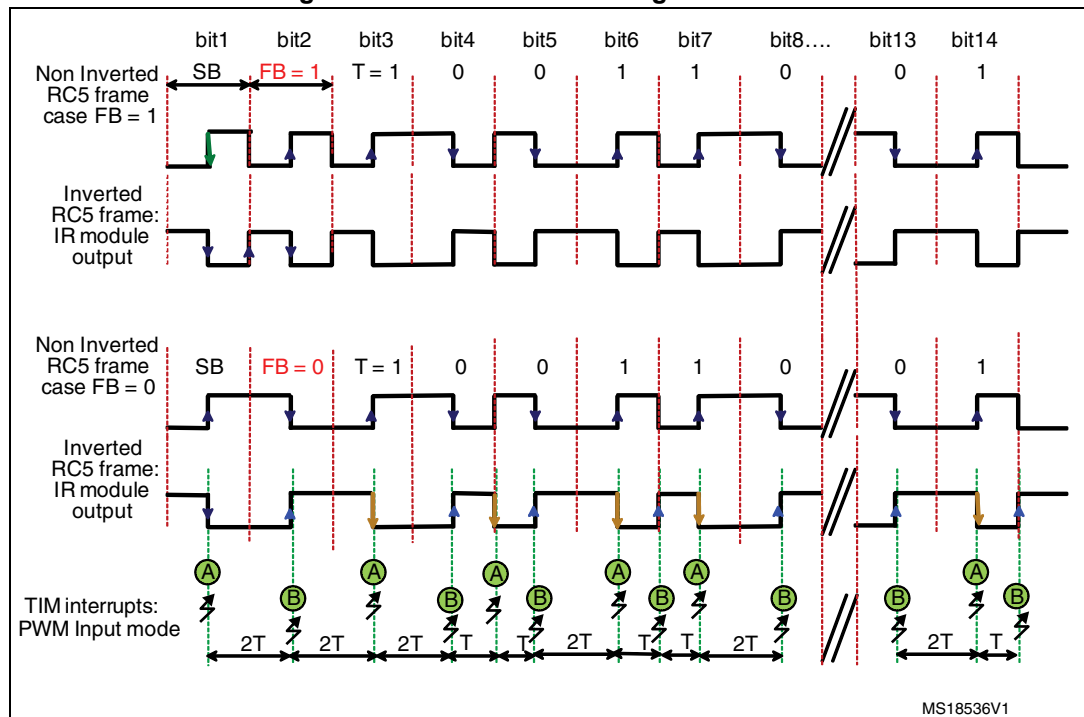 bit1 bit2 bit3 bit4 bit5 bit6 bit7 bit8.... bit13 bit14
Non Inverted
RC5 frame
case FB = 1
SB FB = 1 T = 1 0 0 1 1 0 0 1
Inverted
RC5 frame:
IR module
output
Non Inverted
RC5 frame
case FB = 0
SB FB = 0 T = 1 0 0 1 1 0 0 1
Inverted
RC5 frame:
IR module
output
A B A B A B A B A B B A B
TIM interrupts:
PWM Input mode
2T 2T 2T T T 2T T T 2T 2T T
MS18536V1